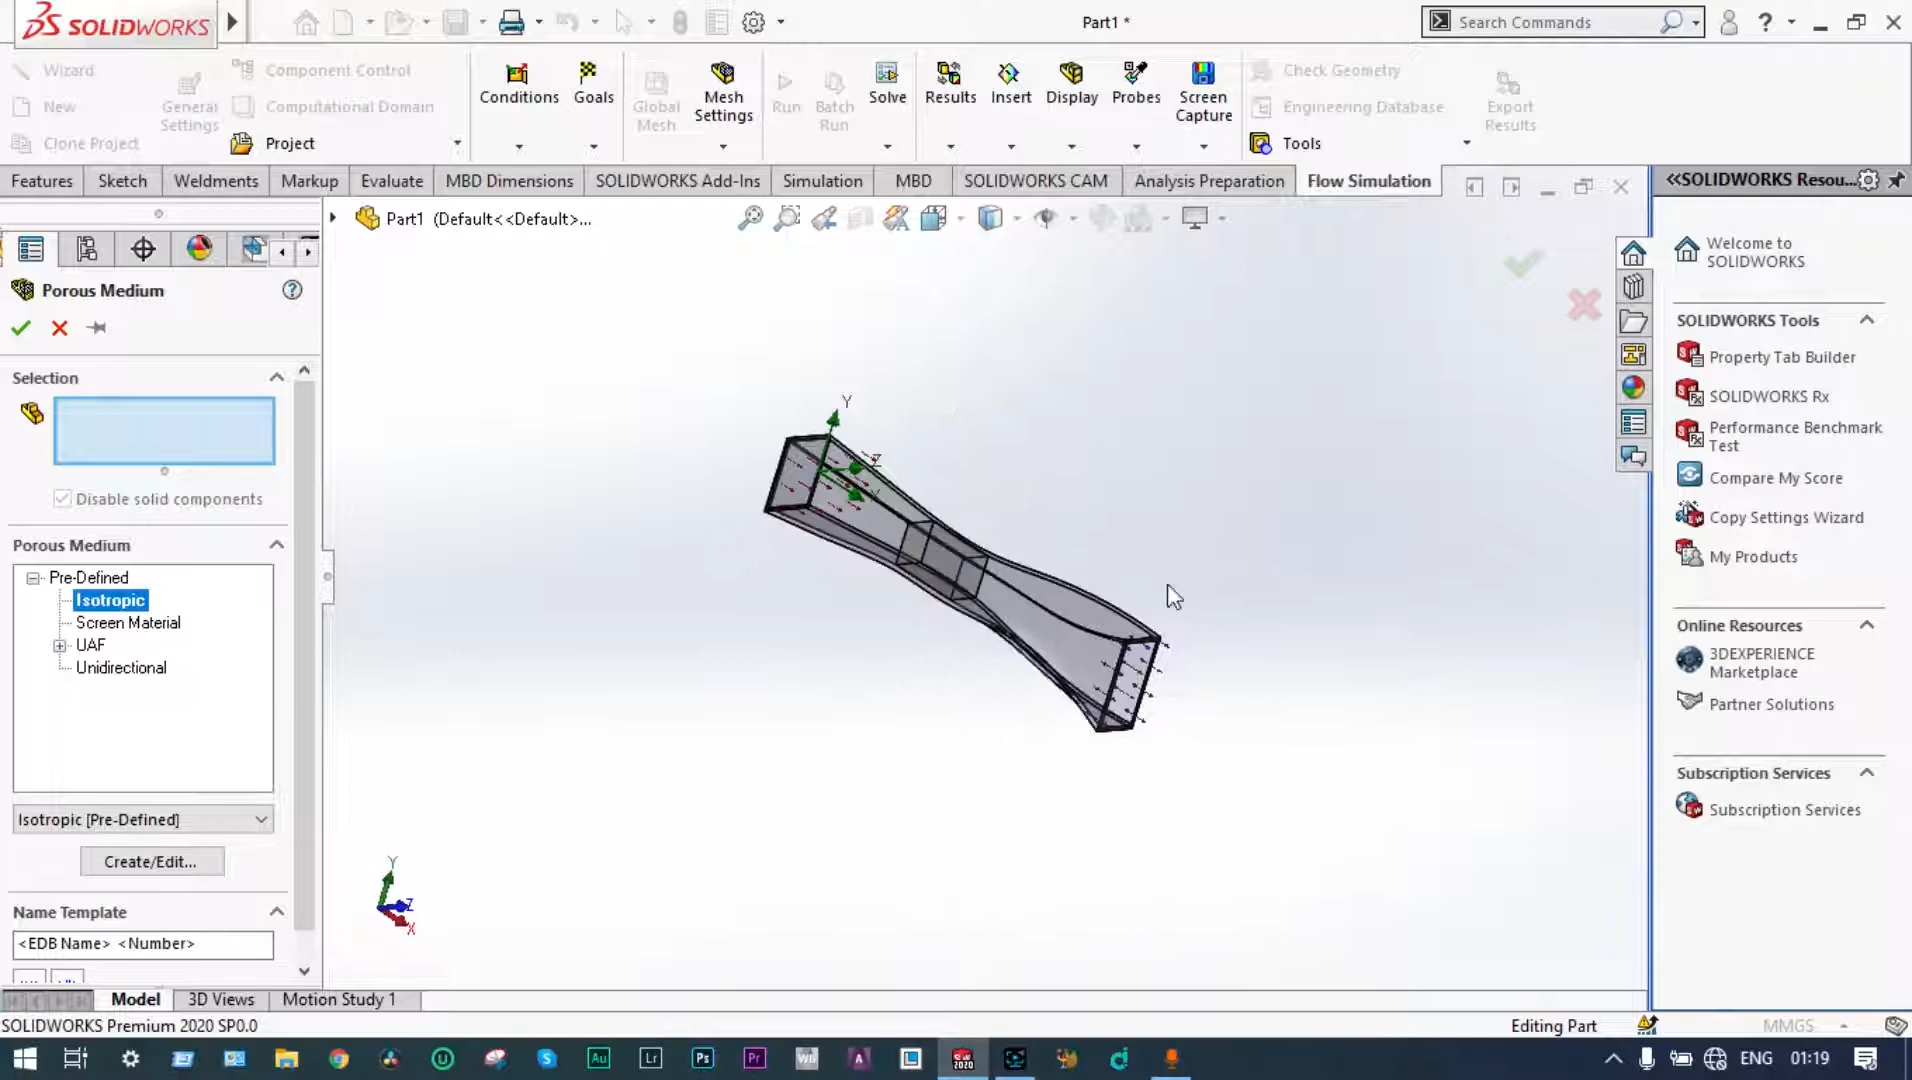 SOLIDWORKS
Part1 *
Search Commands
Wizard
New
Clone Project
General Settings
Component Control
Computational Domain
Project
Conditions
Goals
Global Mesh
Mesh Settings
Run
Batch Run
Solve
Results
Insert
Display
Probes
Screen Capture
Check Geometry
Engineering Database
Tools
Export Results
Features
Sketch
Weldments
Markup
Evaluate
MBD Dimensions
SOLIDWORKS Add-Ins
Simulation
MBD
SOLIDWORKS CAM
Analysis Preparation
Flow Simulation
«SOLIDWORKS Resou...
Part1 (Default<<Default>...
Porous Medium
Selection
Disable solid components
Porous Medium
Pre-Defined
Isotropic
Screen Material
UAF
Unidirectional
Isotropic [Pre-Defined]
Create/Edit...
Name Template
<EDB Name> <Number>
Y
Z
Y
Z
X
Welcome to SOLIDWORKS
SOLIDWORKS Tools
Property Tab Builder
SOLIDWORKS Rx
Performance Benchmark Test
Compare My Score
Copy Settings Wizard
My Products
Online Resources
3DEXPERIENCE Marketplace
Partner Solutions
Subscription Services
Subscription Services
Model
3D Views
Motion Study 1
SOLIDWORKS Premium 2020 SP0.0
Editing Part
MMGS
Au
Lr
Ps
Pr
ENG
01:19